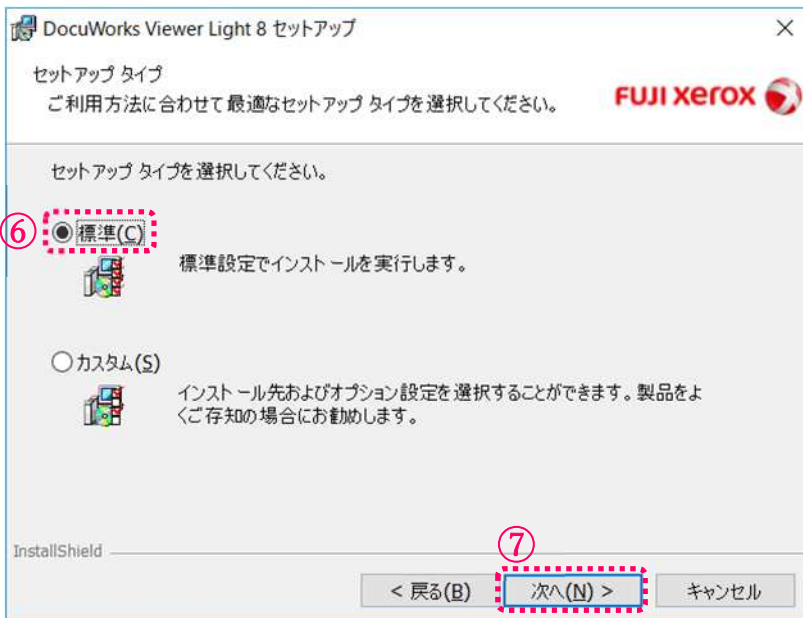 DocuWorks Viewer Light 8 セットアップ
セットアップ タイプ
ご利用方法に合わせて最適なセットアップ タイプを選択してください。
FUJI xerox
セットアップ タイプを選択してください。
⑥
標準(C)
標準設定でインストールを実行します。
カスタム(S)
インストール先およびオプション設定を選択することができます。製品をよ
くご存知の場合にお勧めします。
InstallShield
⑦
< 戻る(B)
次へ(N) >
キャンセル